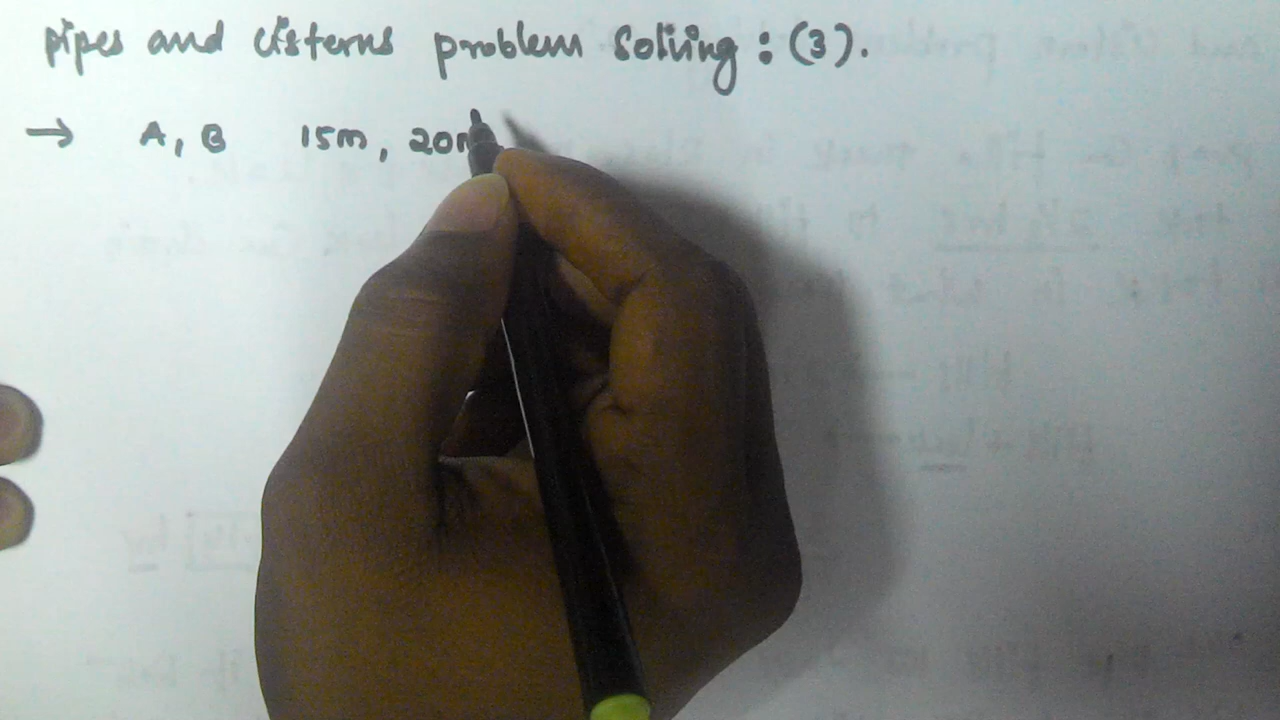 pipes and cisterns problem solving : (3).
→ A, B 15m, 20m